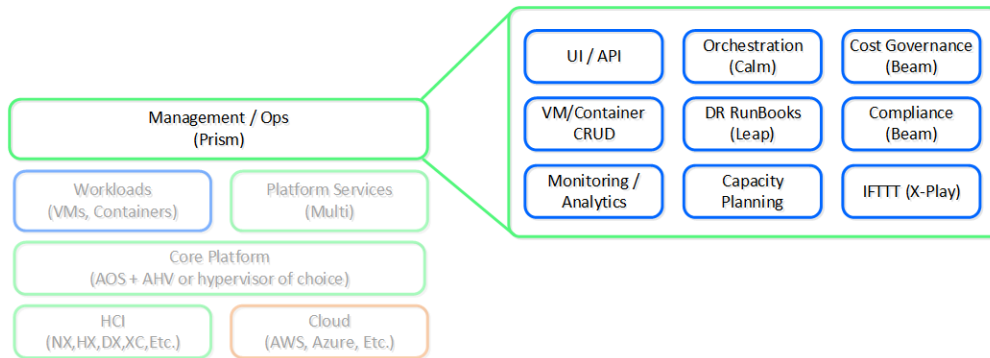 Management / Ops
(Prism)
Workloads
(VMs, Containers)
Platform Services
(Multi)
Core Platform
(AOS + AHV or hypervisor of choice)
HCI
(NX,HX,DX,XC,Etc.)
Cloud
(AWS, Azure, Etc.)
UI / API
Orchestration
(Calm)
Cost Governance
(Beam)
VM/Container
CRUD
DR RunBooks
(Leap)
Compliance
(Beam)
Monitoring /
Analytics
Capacity
Planning
IFTTT (X-Play)